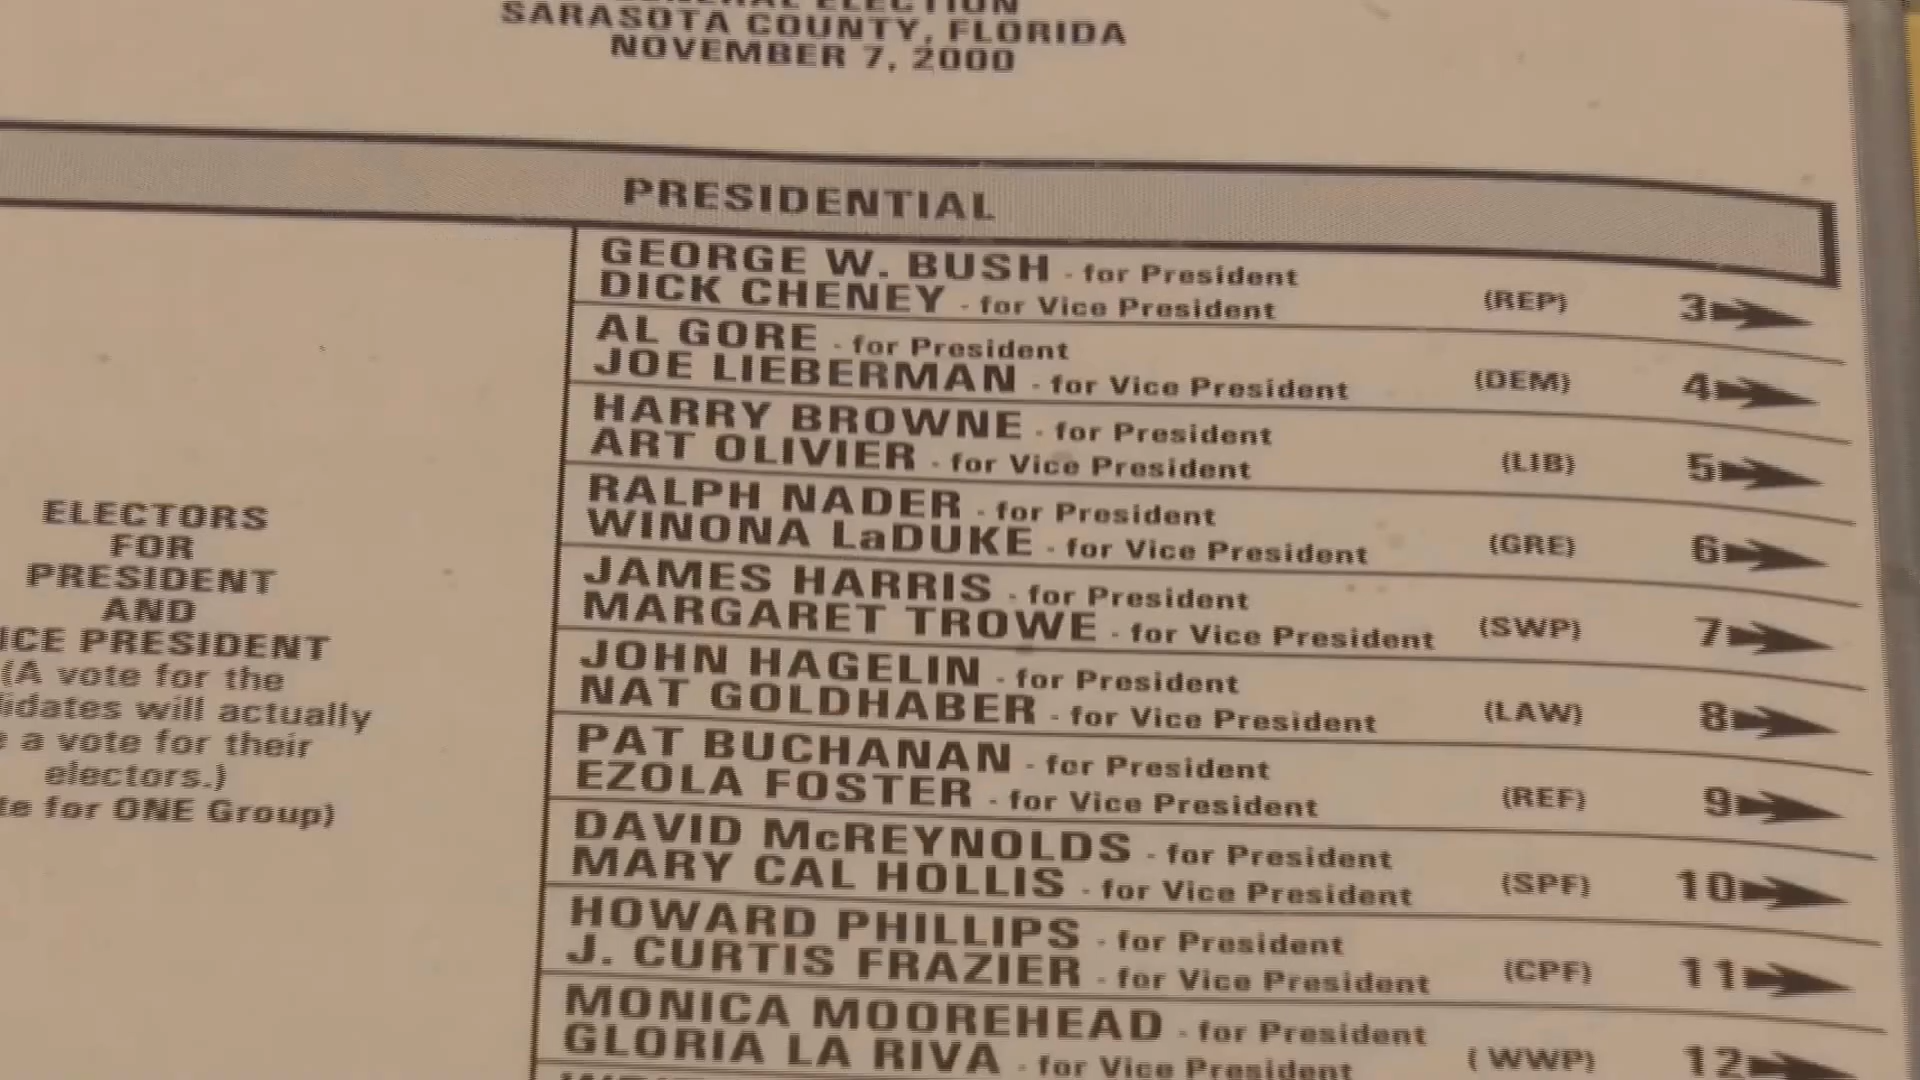 GENERAL ELECTION
SARASOTA COUNTY, FLORIDA
NOVEMBER 7, 2000
PRESIDENTIAL
ELECTORS
FOR
PRESIDENT
AND
ICE PRESIDENT
(A vote for the
idates will actually
e a vote for their
electors.)
te for ONE Group)
GEORGE W. BUSH - for President
DICK CHENEY - for Vice President (REP) 3
AL GORE - for President
JOE LIEBERMAN - for Vice President (DEM) 4
HARRY BROWNE - for President
ART OLIVIER - for Vice President (LIB) 5
RALPH NADER - for President
WINONA LaDUKE - for Vice President (GRE) 6
JAMES HARRIS - for President
MARGARET TROWE - for Vice President (SWP) 7
JOHN HAGELIN - for President
NAT GOLDHABER - for Vice President (LAW) 8
PAT BUCHANAN - for President
EZOLA FOSTER - for Vice President (REF) 9
DAVID McREYNOLDS - for President
MARY CAL HOLLIS - for Vice President (SPF) 10
HOWARD PHILLIPS - for President
J. CURTIS FRAZIER - for Vice President (CPF) 11
MONICA MOOREHEAD - for President
GLORIA LA RIVA - for Vice President (WWP) 12